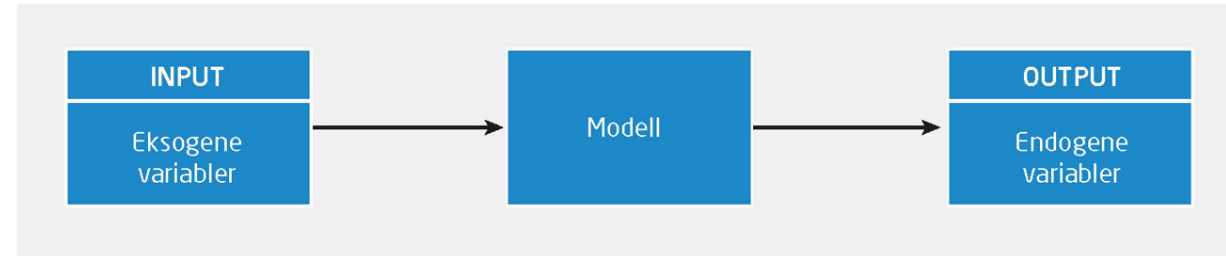 INPUT
Eksogene
variabler
Modell
OUTPUT
Endogene
variabler